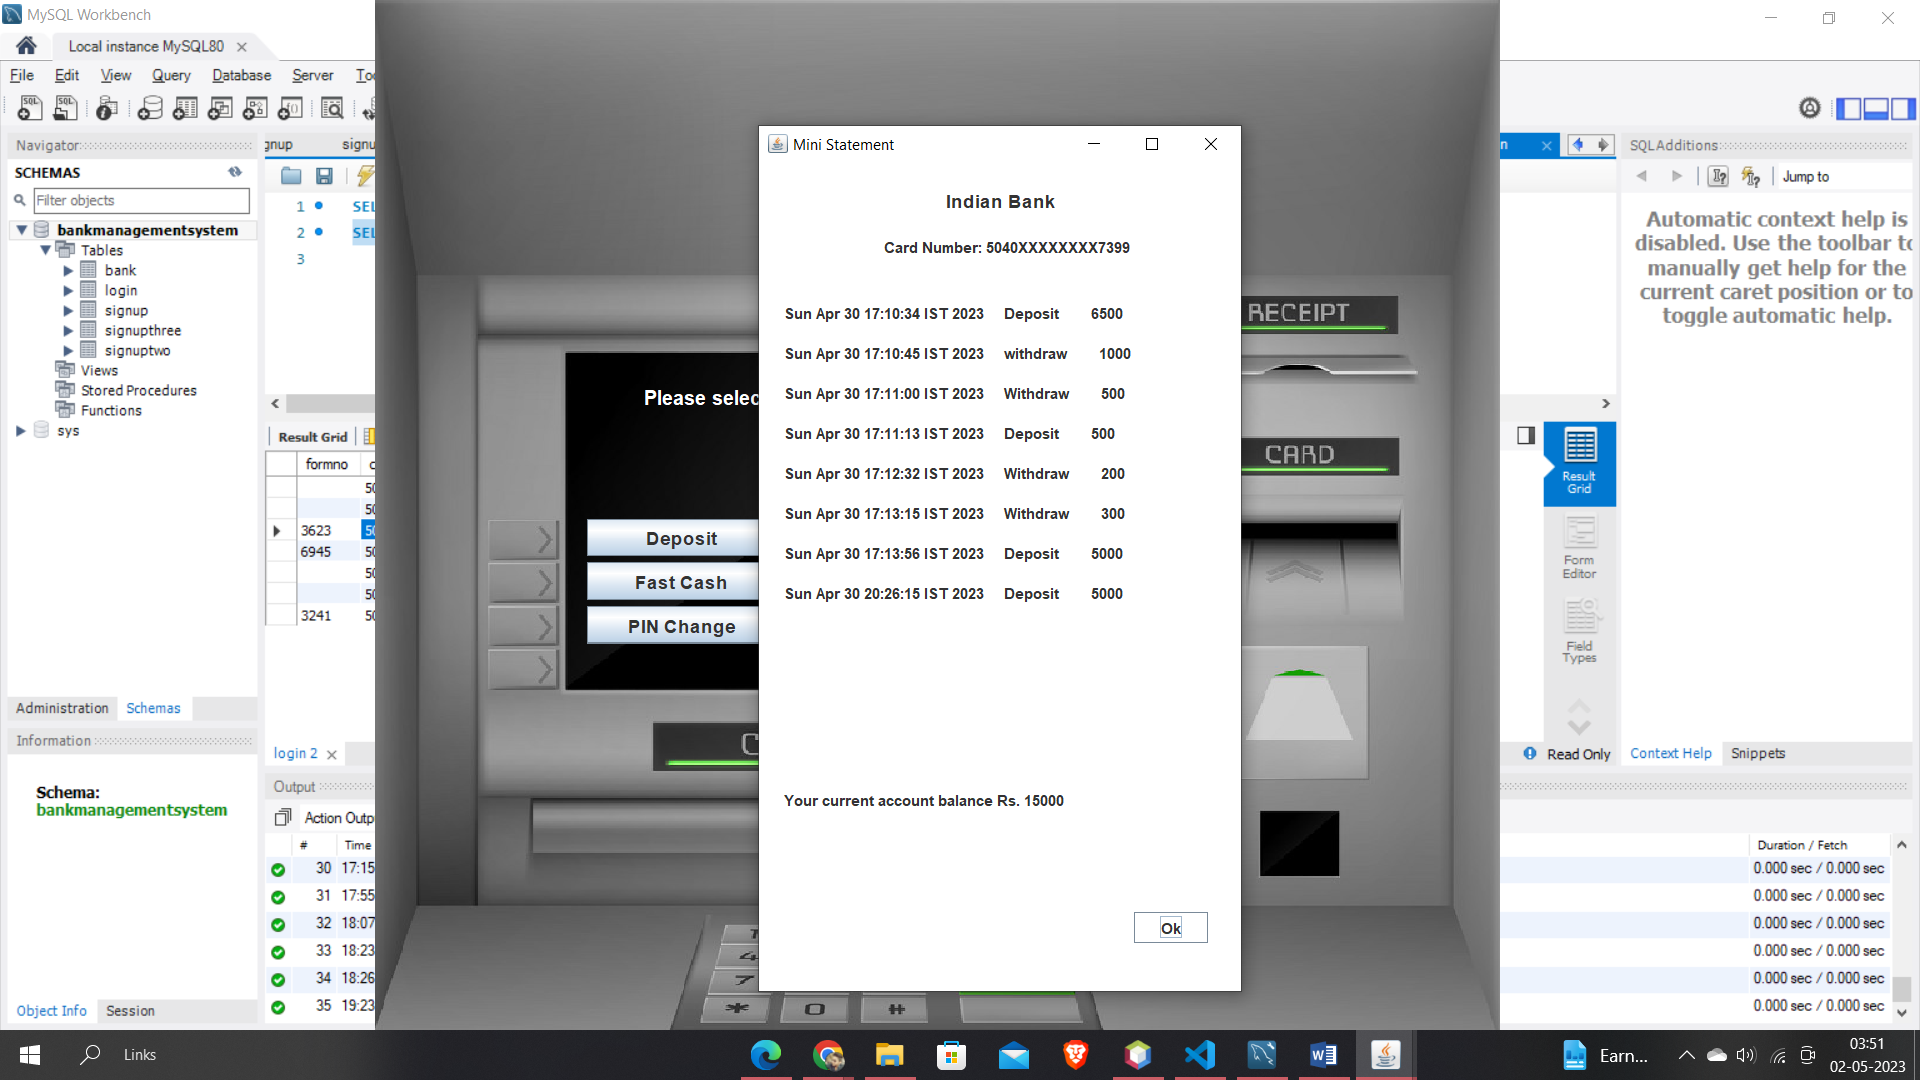 MySQL Workbench
Local instance MySQL80
File Edit View Query Database Server
Navigator
SCHEMAS
Filter objects
bankmanagementsystem
Tables
bank
login
signup
signupthree
signuptwo
Views
Stored Procedures
Functions
sys
Administration Schemas
Information
Schema:
bankmanagementsystem
Object Info Session
1 SEL
2 SEL
3
Result Grid
formno
3623
6945
3241
login 2
Output
# Time
30 17:15
31 17:55
32 18:07
33 18:23
34 18:26
35 19:23
Please selec
Deposit
Fast Cash
PIN Change
Mini Statement
Indian Bank
Card Number: 5040XXXXXXXX7399
Sun Apr 30 17:10:34 IST 2023 Deposit 6500
Sun Apr 30 17:10:45 IST 2023 withdraw 1000
Sun Apr 30 17:11:00 IST 2023 Withdraw 500
Sun Apr 30 17:11:13 IST 2023 Deposit 500
Sun Apr 30 17:12:32 IST 2023 Withdraw 200
Sun Apr 30 17:13:15 IST 2023 Withdraw 300
Sun Apr 30 17:13:56 IST 2023 Deposit 5000
Sun Apr 30 20:26:15 IST 2023 Deposit 5000
Your current account balance Rs. 15000
Ok
RECEIPT
CARD
* 0 #
SQLAdditions
Jump to
Automatic context help is
disabled. Use the toolbar to
manually get help for the
current caret position or to
toggle automatic help.
Result
Grid
Form
Editor
Field
Types
Read Only
Context Help Snippets
Duration / Fetch
0.000 sec / 0.000 sec
0.000 sec / 0.000 sec
0.000 sec / 0.000 sec
0.000 sec / 0.000 sec
0.000 sec / 0.000 sec
0.000 sec / 0.000 sec
Links
Earn...
03:51
02-05-2023